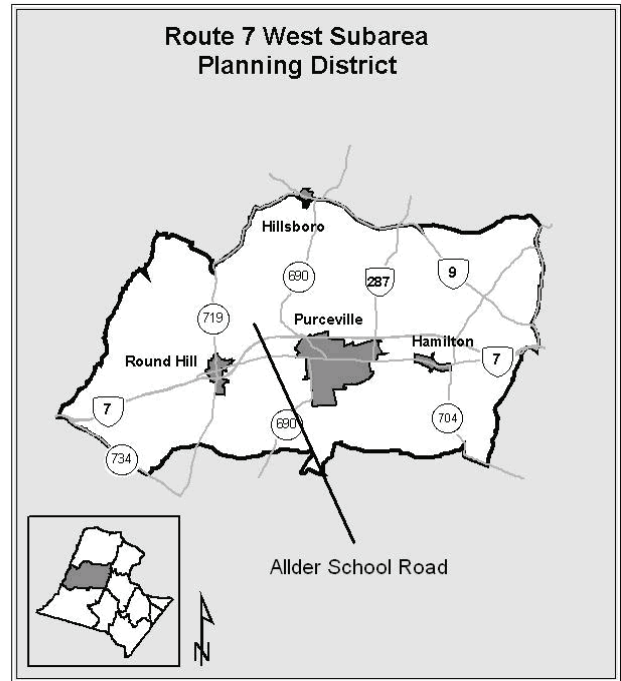 Route 7 West Subarea
Planning District
Hillsboro
690
287
9
719
Purceville
Hamilton
Round Hill
7
7
690
704
734
Allder School Road
N